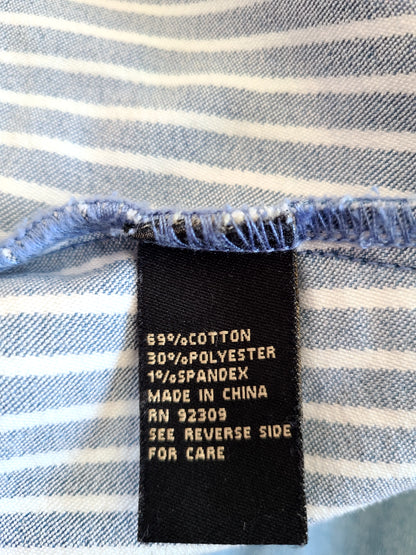 69%COTTON
30%POLYESTER
1%SPANDEX
MADE IN CHINA
RN 92309
SEE REVERSE SIDE
FOR CARE